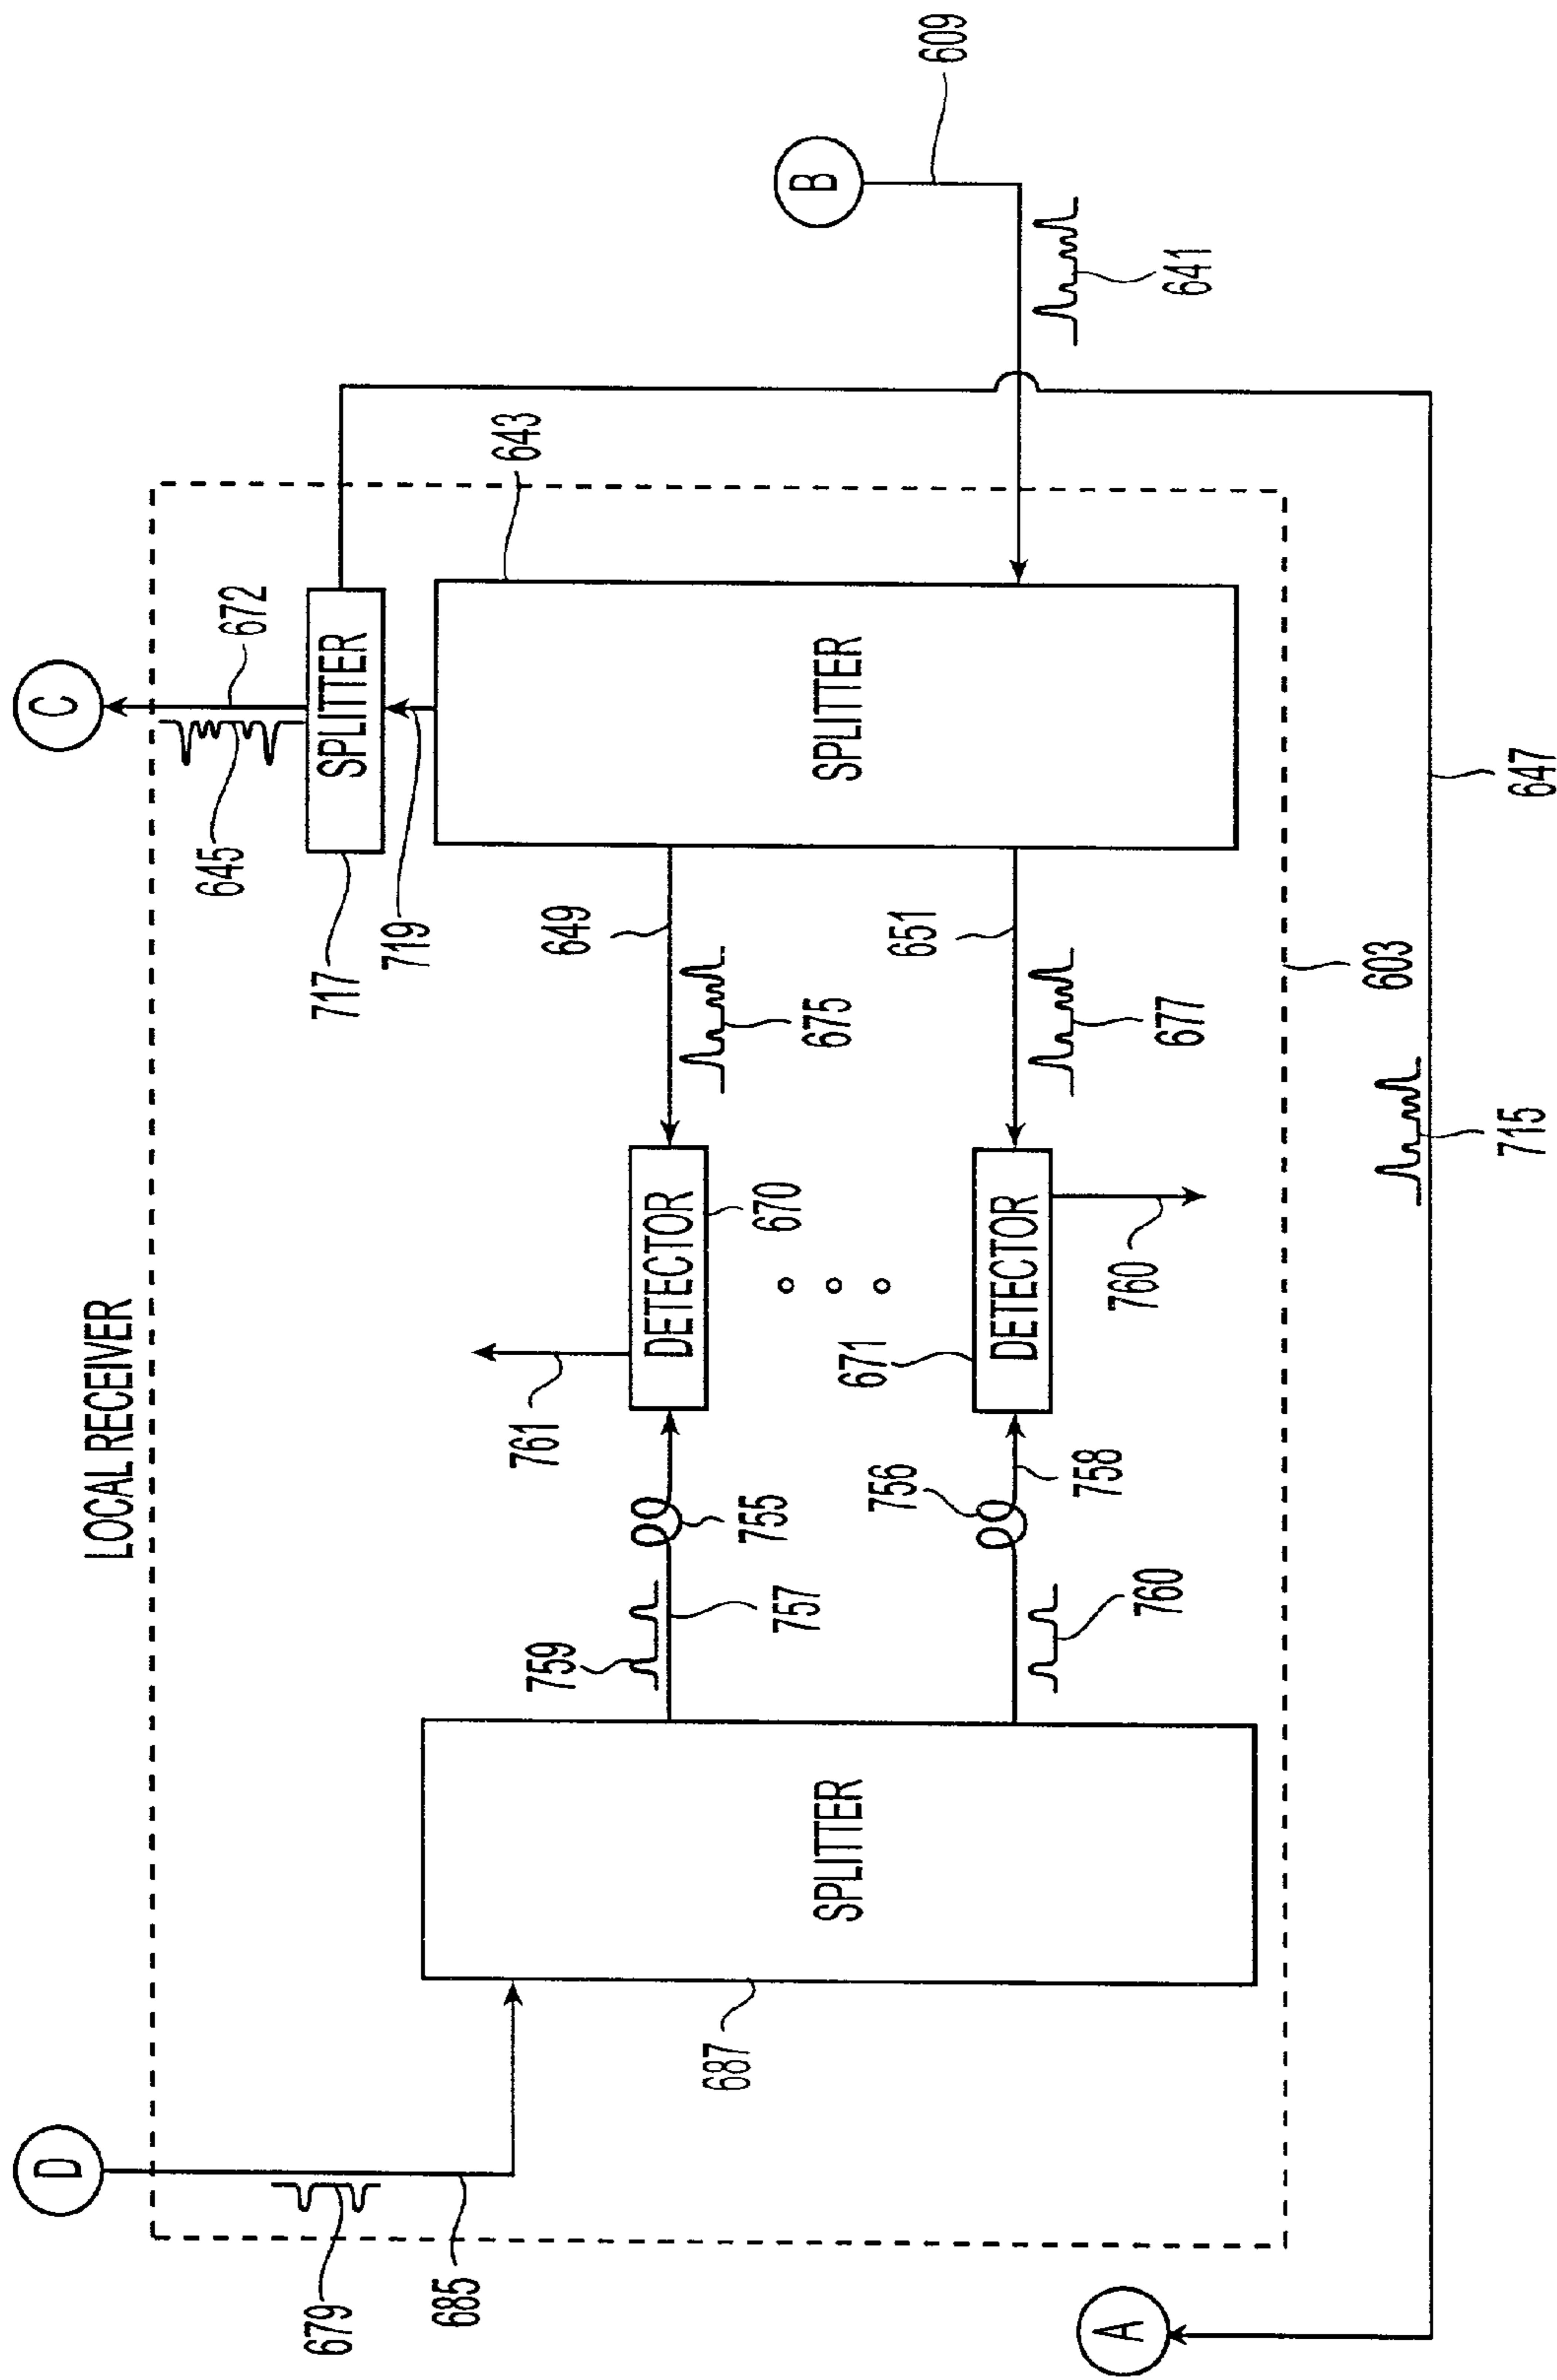 LOCAL RECEIVER
D
679
685
687
SPLITTER
759
757
755
761
DETECTOR
670
760
756
758
671
DETECTOR
760
649
675
651
677
717
719
645
SPLITTER
672
C
SPLITTER
643
B
609
641
603
715
647
A